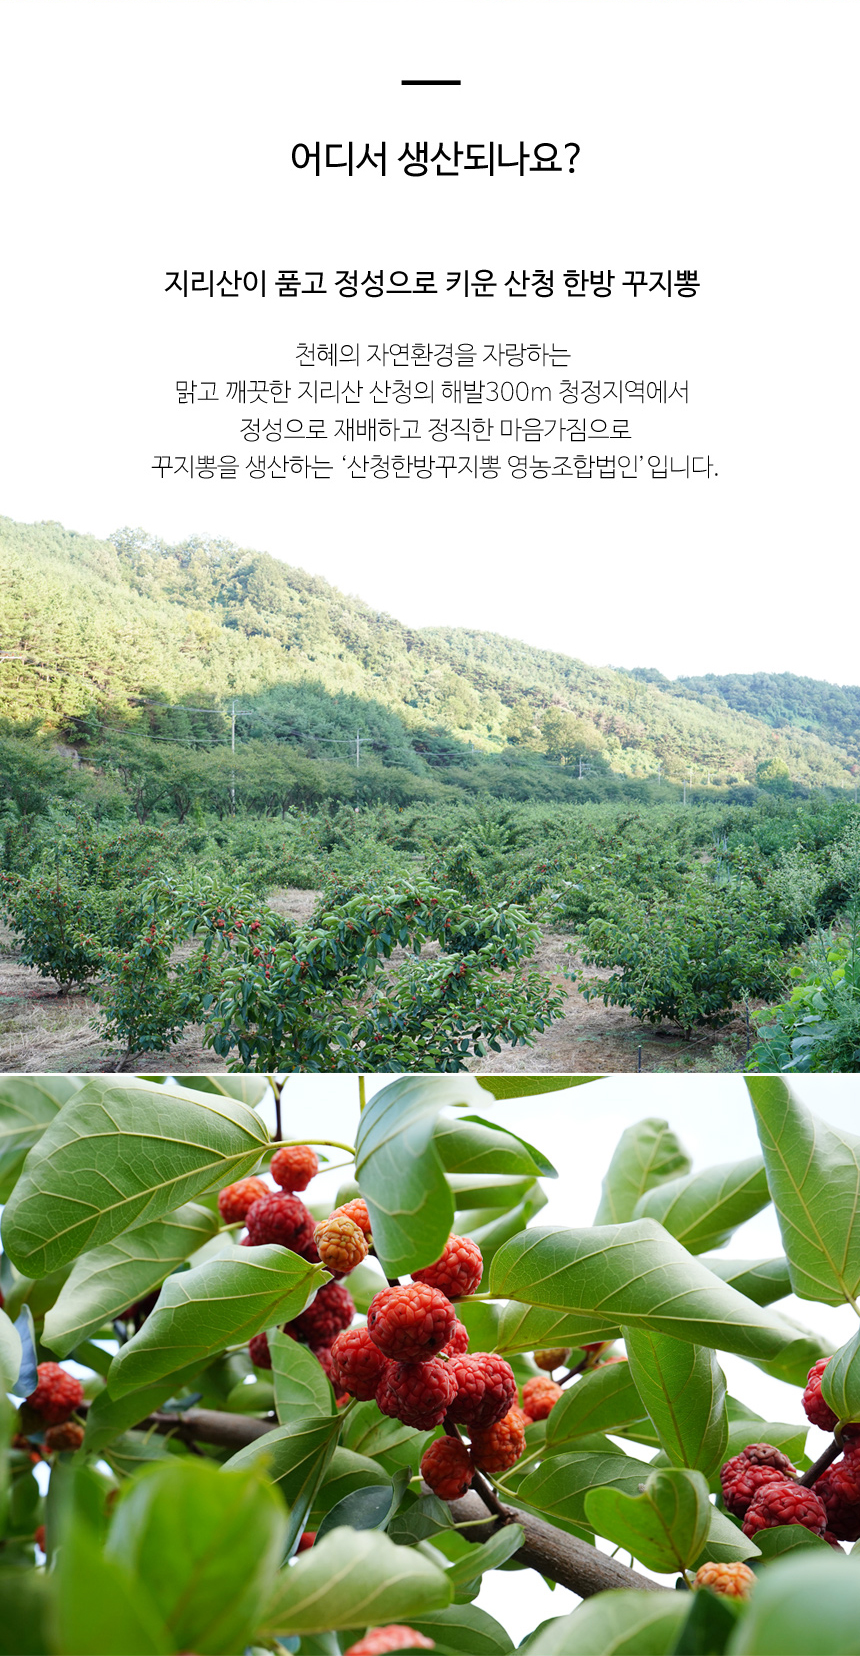 어디서 생산되나요?
지리산이 품고 정성으로 키운 산청 한방 꾸지뽕
천혜의 자연환경을 자랑하는
맑고 깨끗한 지리산 산청의 해발300m 청정지역에서
정성으로 재배하고 정직한 마음가짐으로
꾸지뽕을 생산하는 ‘산청한방꾸지뽕 영농조합법인’입니다.